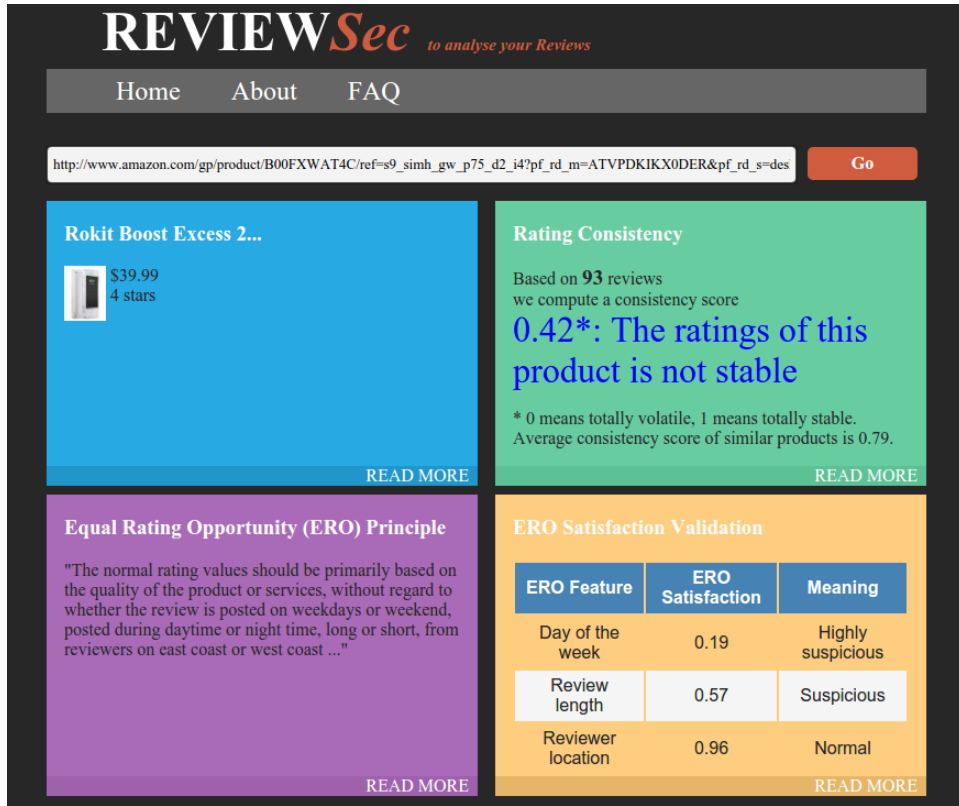 REVIEWSec to analyse your Reviews
Home About FAQ
http://www.amazon.com/gp/product/B00FXWAT4C/ref=s9_simh_gw_p75_d2_i4?pf_rd_m=ATVPDKIKX0DER&pf_rd_s=des
Go
Rokit Boost Excess 2...
$39.99
4 stars
READ MORE
Rating Consistency
Based on 93 reviews
we compute a consistency score
0.42*: The ratings of this
product is not stable
* 0 means totally volatile, 1 means totally stable.
Average consistency score of similar products is 0.79.
READ MORE
Equal Rating Opportunity (ERO) Principle
"The normal rating values should be primarily based on
the quality of the product or services, without regard to
whether the review is posted on weekdays or weekend,
posted during daytime or night time, long or short, from
reviewers on east coast or west coast ..."
READ MORE
ERO Satisfaction Validation
ERO Feature ERO Satisfaction Meaning
Day of the week 0.19 Highly suspicious
Review length 0.57 Suspicious
Reviewer location 0.96 Normal
READ MORE